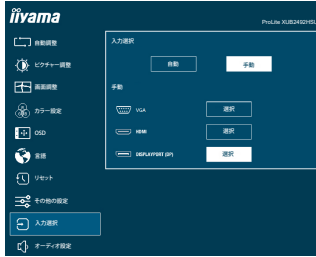 iiyama
ProLite XUB2492HSU
自動調整
ピクチャー調整
画面調整
カラー設定
OSD
言語
リセット
その他の設定
入力選択
オーディオ設定
入力選択
自動
手動
手動
VGA
選択
HDMI
選択
DISPLAYPORT (DP)
選択